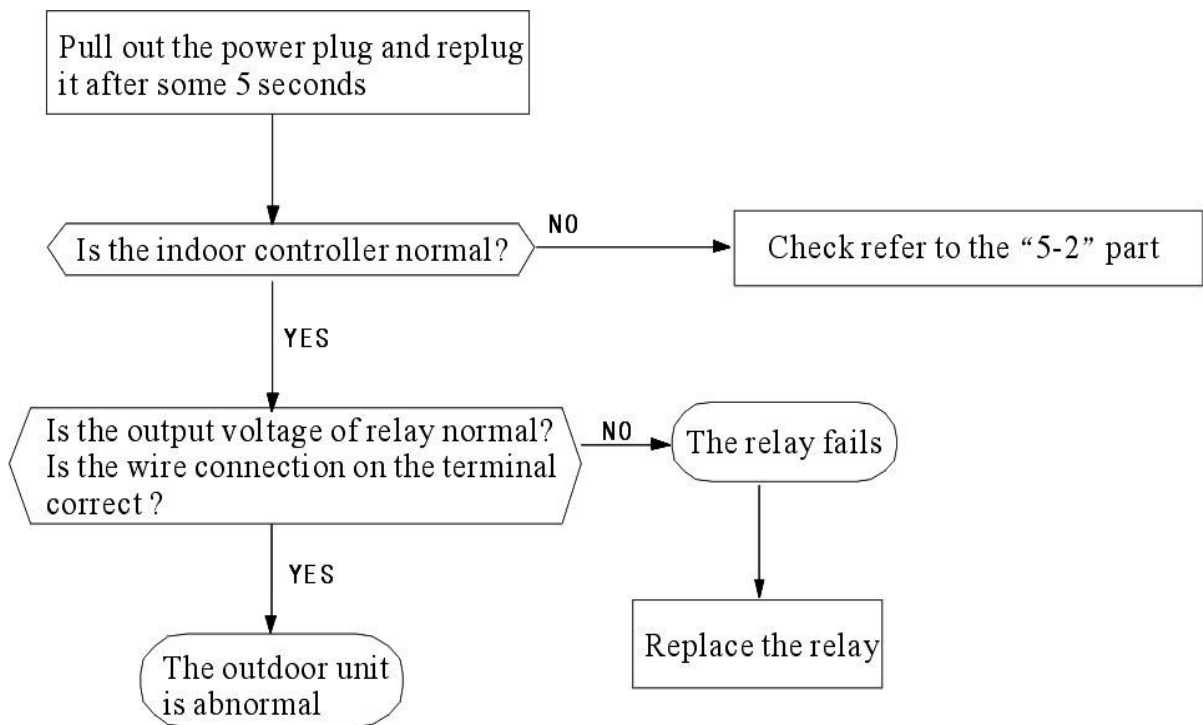 Pull out the power plug and replug
it after some 5 seconds
Is the indoor controller normal?
NO
Check refer to the “5-2” part
YES
Is the output voltage of relay normal?
Is the wire connection on the terminal
correct ?
NO
The relay fails
YES
Replace the relay
The outdoor unit
is abnormal